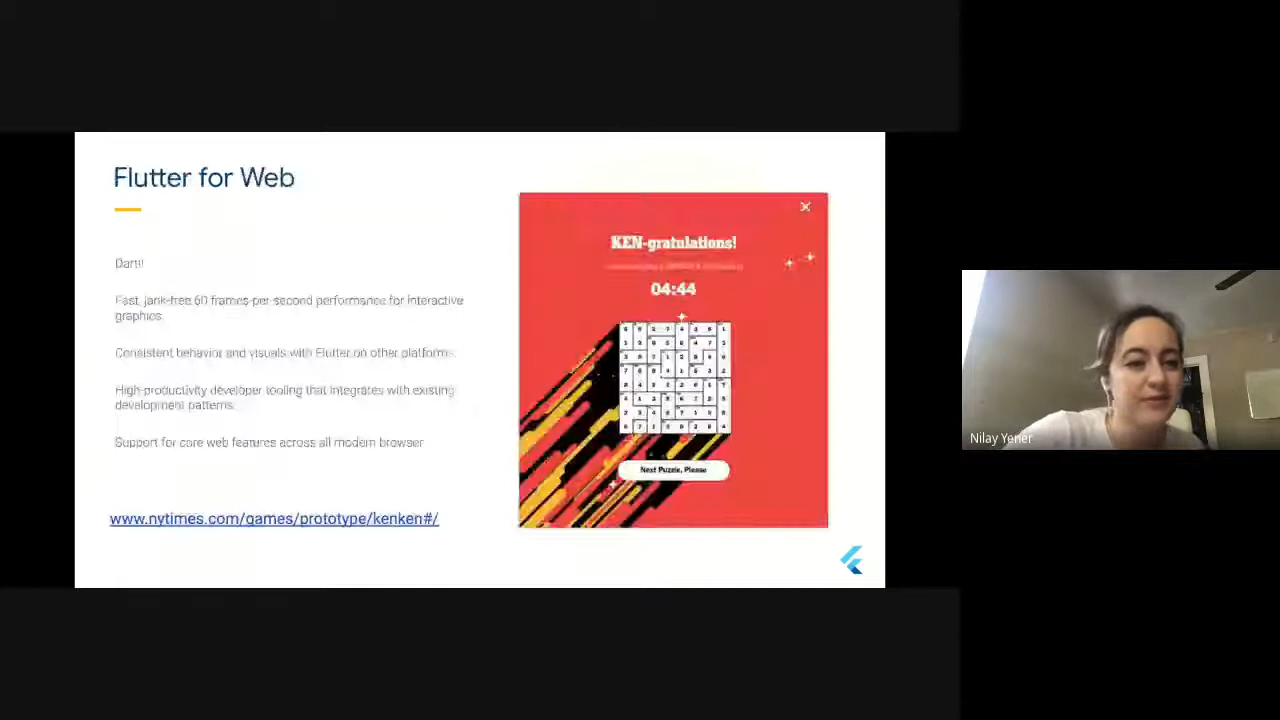 Flutter for Web
Dart!
Fast, jank-free 60 frames-per-second performance for interactive
graphics.
Consistent behavior and visuals with Flutter on other platforms.
High-productivity developer tooling that integrates with existing
development patterns.
Support for core web features across all modern browser
www.nytimes.com/games/prototype/kenken#/
KEN-gratulations!
04:44
Next Puzzle, Please
Nilay Yener